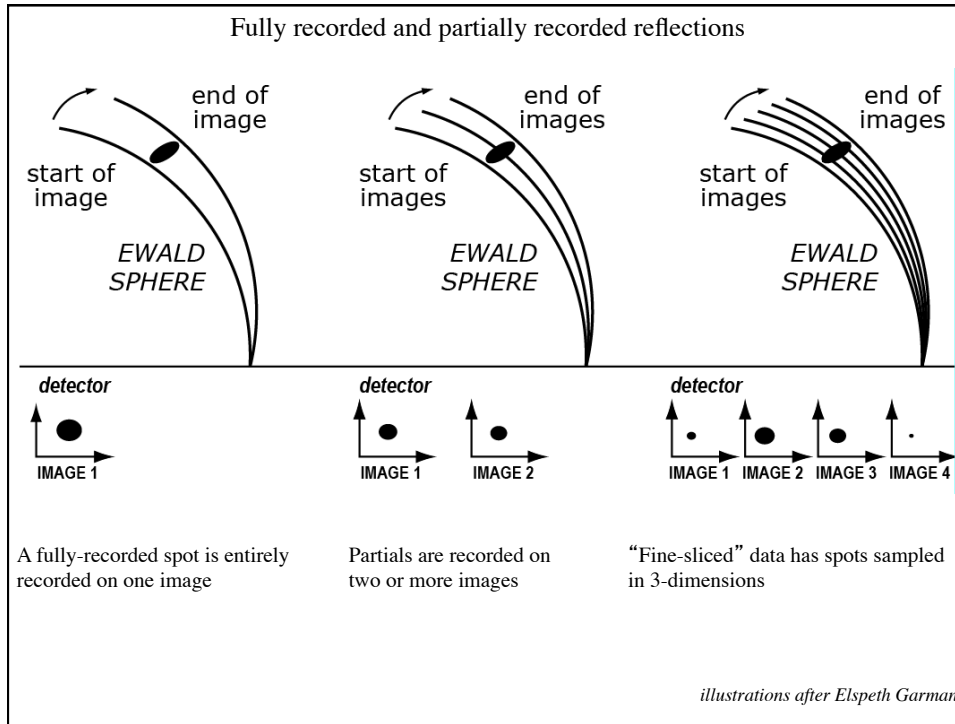 Fully recorded and partially recorded reflections
end of
image
start of
image
EWALD
SPHERE
end of
images
start of
images
EWALD
SPHERE
end of
images
start of
images
EWALD
SPHERE
detector
IMAGE 1
detector
IMAGE 1
IMAGE 2
detector
IMAGE 1
IMAGE 2
IMAGE 3
IMAGE 4
A fully-recorded spot is entirely
recorded on one image
Partials are recorded on
two or more images
“Fine-sliced” data has spots sampled
in 3-dimensions
illustrations after Elspeth Garman